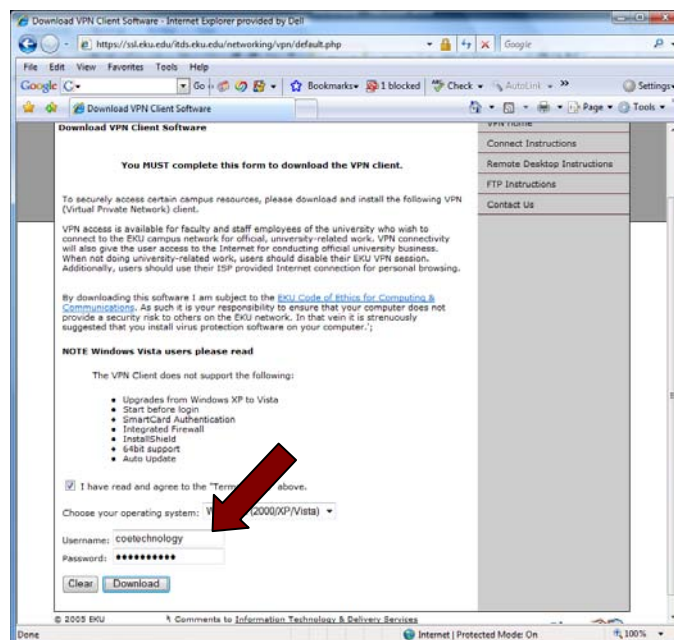 Download VPN Client Software - Internet Explorer provided by Dell
https://ssl.eku.edu/itds.eku.edu/networking/vpn/default.php
Google
File Edit View Favorites Tools Help
Google G Go Bookmarks 1 blocked Check AutoLink » Settings
Download VPN Client Software Page Tools
Download VPN Client Software
VPN Home
Connect Instructions
Remote Desktop Instructions
FTP Instructions
Contact Us
You MUST complete this form to download the VPN client.
To securely access certain campus resources, please download and install the following VPN
(Virtual Private Network) client.
VPN access is available for faculty and staff employees of the university who wish to
connect to the EKU campus network for official, unversity-related work. VPN connectivity
will also give the user access to the Internet for conducting official university business.
When not doing university-related work, users should disable their EKU VPN session.
Additionally, users should use their ISP provided Internet connection for personal browsing.
By downloading this software I am subject to the EKU Code of Ethics for Computing &
Communications. As such it is your responsibility to ensure that your computer does not
provide a security risk to others on the EKU network. In that vein it is strenuously
suggested that you install virus protection software on your computer.';
NOTE Windows Vista users please read
The VPN Client does not support the following:
• Upgrades from Windows XP to Vista
• Start before login
• SmartCard Authentication
• Integrated Firewall
• InstallShield
• 64bit support
• Auto Update
I have read and agree to the "Term above.
Choose your operating system: W (2000/XP/Vista)
Username: coetechnology
Password: ••••••••••
Clear Download
© 2005 EKU Comments to Information Technology & Delivery Services
Done Internet | Protected Mode: On 100%